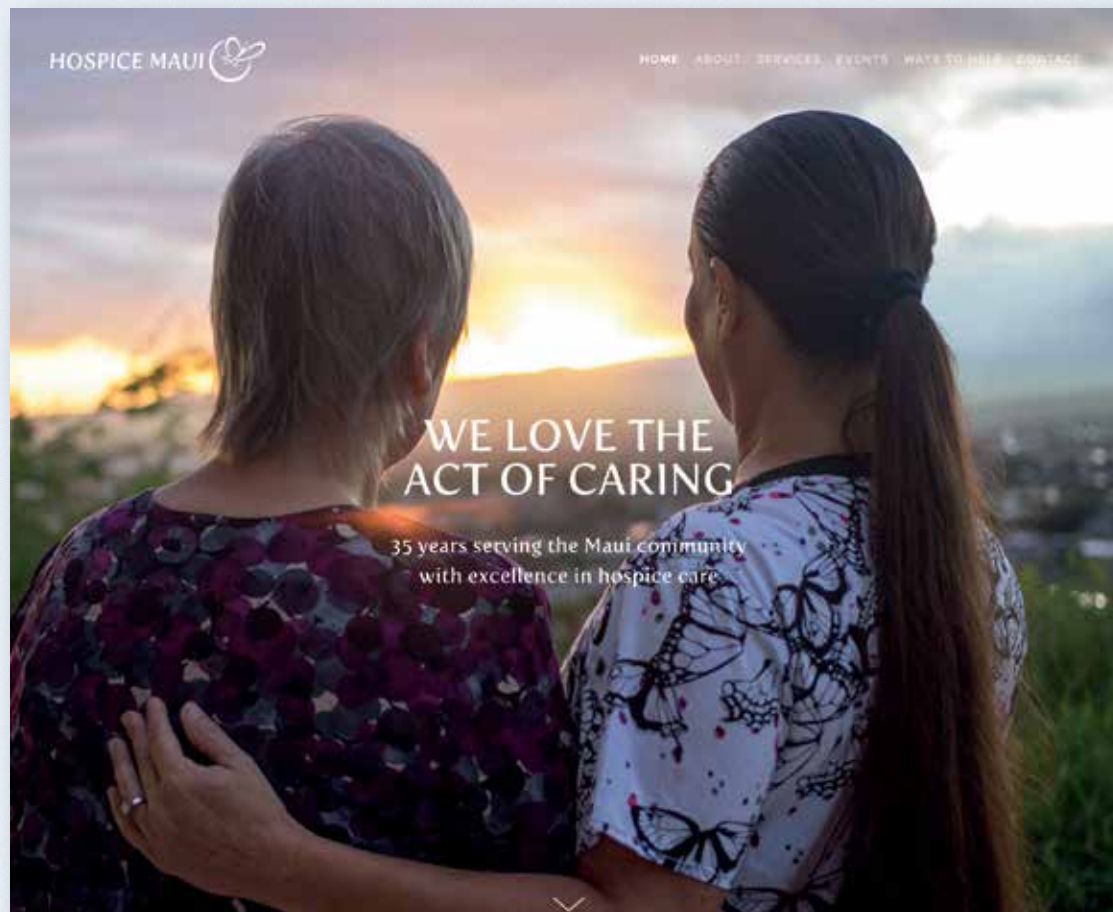 HOSPICE MAUI
HOME ABOUT SERVICES EVENTS WAYS TO HELP CONTACT
WE LOVE THE
ACT OF CARING
35 years serving the Maui community
with excellence in hospice care